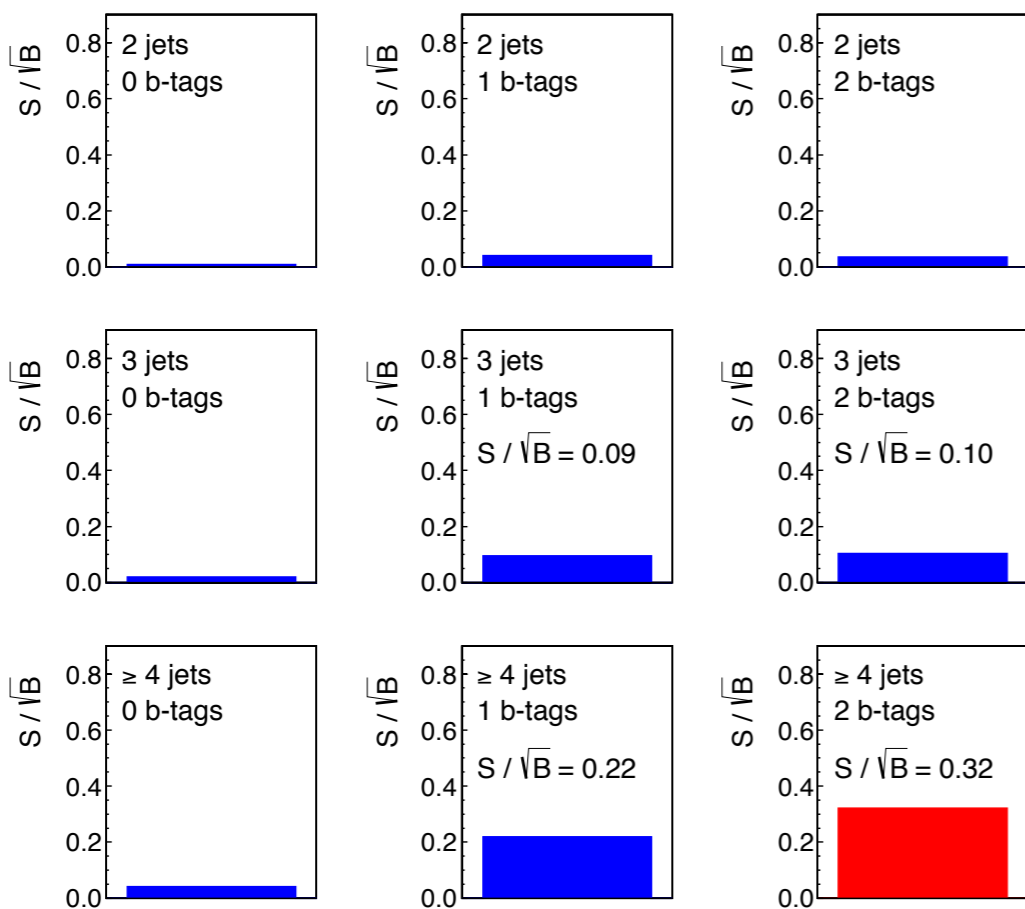 S / √B
0.8
0.6
0.4
0.2
0.0
2 jets
0 b-tags
S / √B
0.8
0.6
0.4
0.2
0.0
2 jets
1 b-tags
S / √B
0.8
0.6
0.4
0.2
0.0
2 jets
2 b-tags
S / √B
0.8
0.6
0.4
0.2
0.0
3 jets
0 b-tags
S / √B
0.8
0.6
0.4
0.2
0.0
3 jets
1 b-tags
S / √B = 0.09
S / √B
0.8
0.6
0.4
0.2
0.0
3 jets
2 b-tags
S / √B = 0.10
S / √B
0.8
0.6
0.4
0.2
0.0
≥ 4 jets
0 b-tags
S / √B
0.8
0.6
0.4
0.2
0.0
≥ 4 jets
1 b-tags
S / √B = 0.22
S / √B
0.8
0.6
0.4
0.2
0.0
≥ 4 jets
2 b-tags
S / √B = 0.32